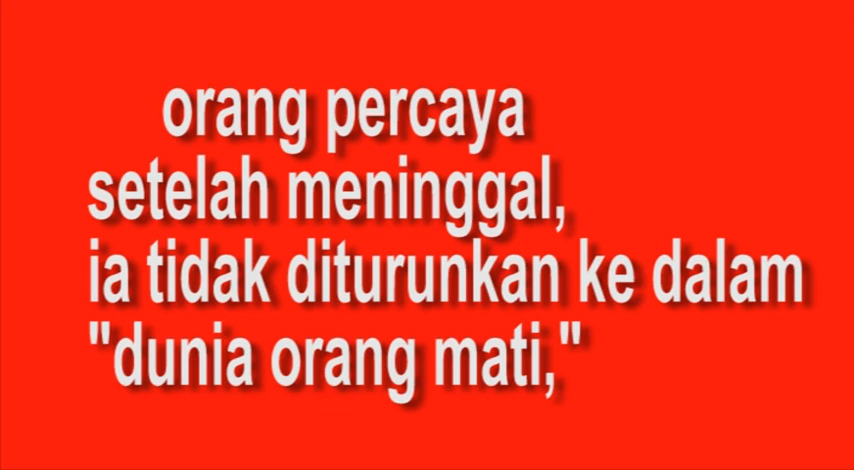 orang percaya
setelah meninggal,
ia tidak diturunkan ke dalam
"dunia orang mati,"